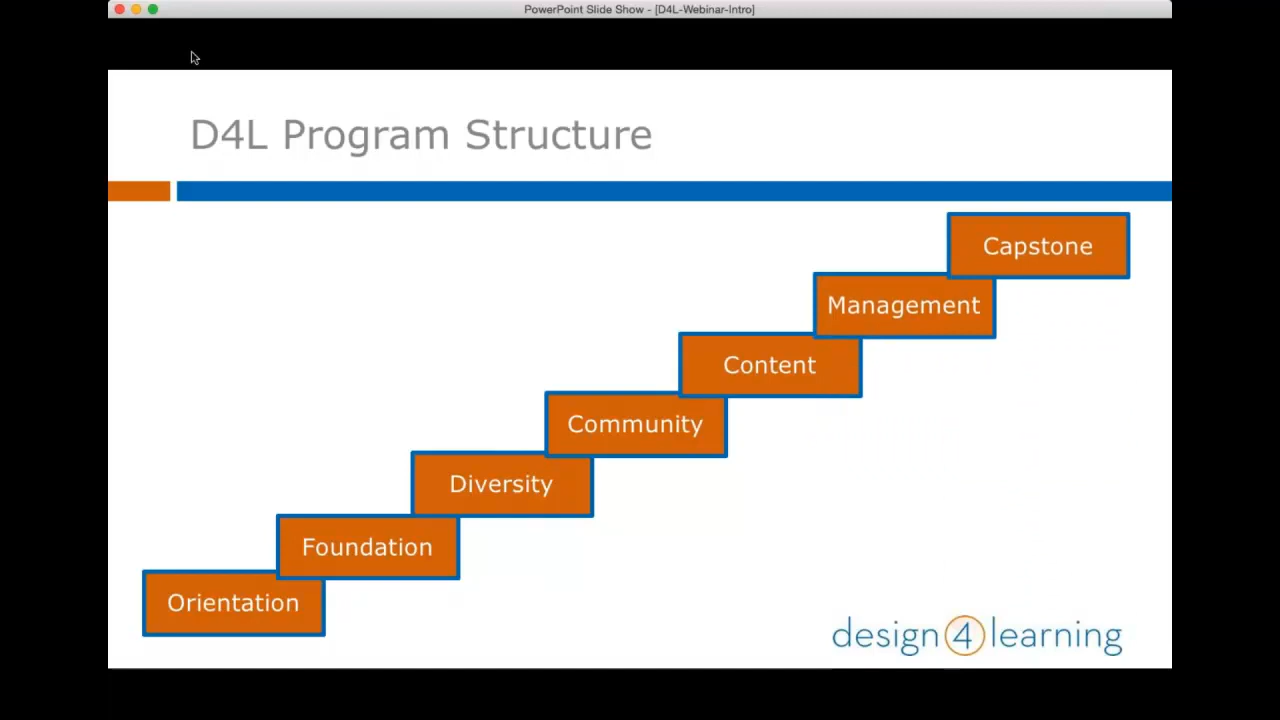 PowerPoint Slide Show - [D4L-Webinar-Intro]
D4L Program Structure
Capstone
Management
Content
Community
Diversity
Foundation
Orientation
design 4 learning